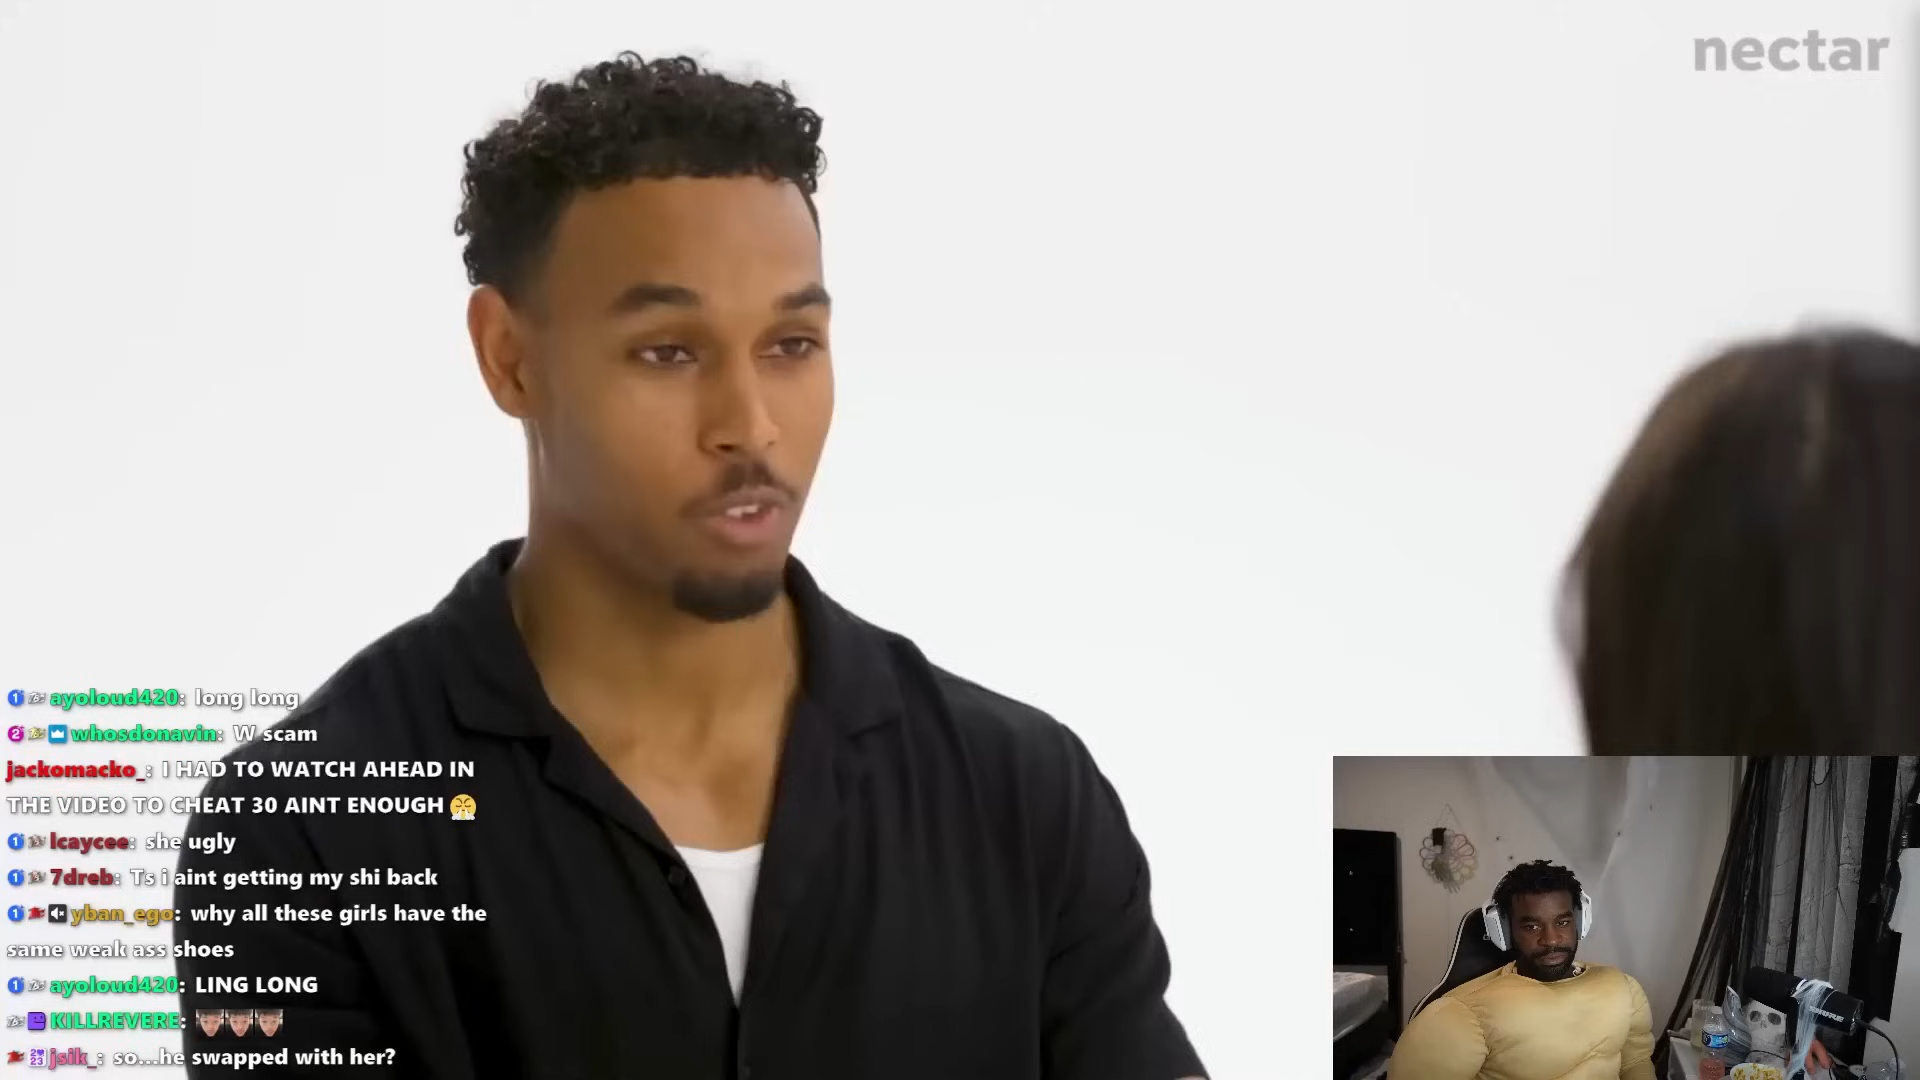 nectar
ayoloud420: long long
whosdonavin: W scam
jackomacko_: I HAD TO WATCH AHEAD IN
THE VIDEO TO CHEAT 30 AINT ENOUGH
lcaycee: she ugly
7dreb: Ts i aint getting my shi back
yban_ego: why all these girls have the
same weak ass shoes
ayoloud420: LING LONG
KILLREVERE:
jsik_: so...he swapped with her?
SHURE